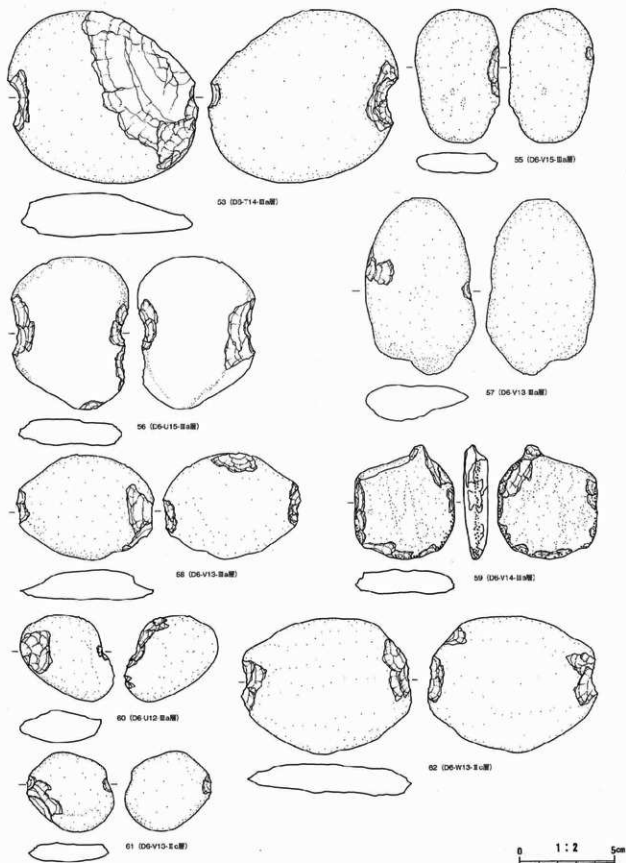 53 (D6-T14-Ⅲa層)
55 (D6-V15-Ⅲa層)
56 (D6-U15-Ⅲa層)
57 (D6-V13-Ⅲa層)
58 (D6-V13-Ⅲa層)
59 (D6-V14-Ⅲa層)
60 (D6-U12-Ⅲa層)
62 (D6-W13-Ⅱc層)
61 (D6-V13-Ⅱc層)
0 1:2 5cm